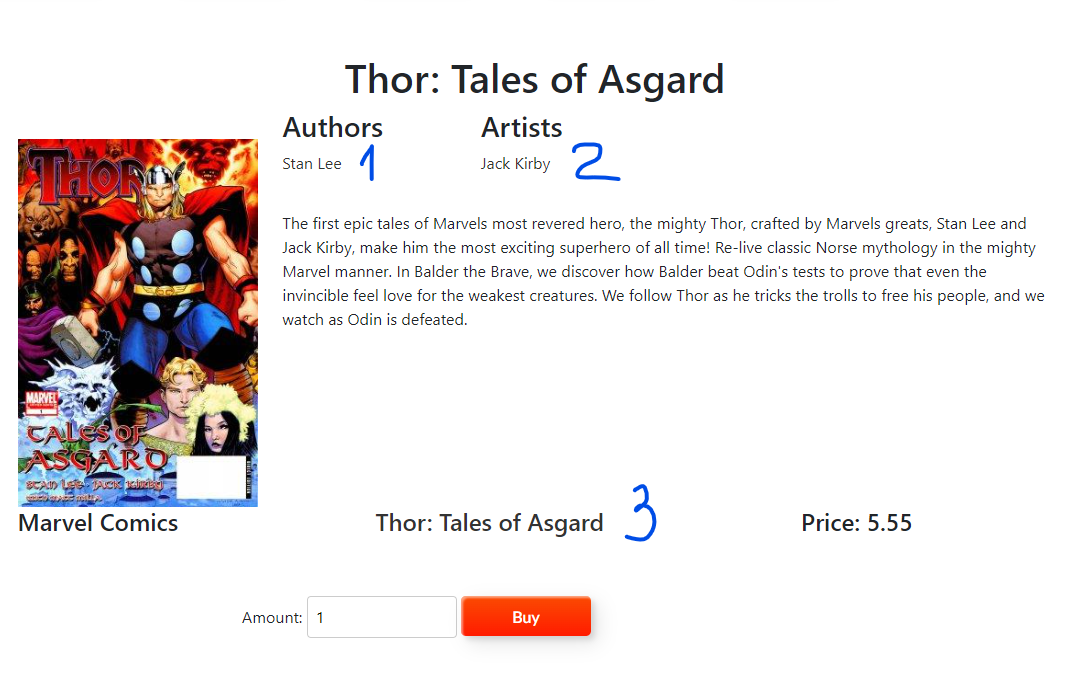 Thor: Tales of Asgard
Authors
Artists
Stan Lee 1
Jack Kirby 2
The first epic tales of Marvels most revered hero, the mighty Thor, crafted by Marvels greats, Stan Lee and
Jack Kirby, make him the most exciting superhero of all time! Re-live classic Norse mythology in the mighty
Marvel manner. In Balder the Brave, we discover how Balder beat Odin's tests to prove that even the
invincible feel love for the weakest creatures. We follow Thor as he tricks the trolls to free his people, and we
watch as Odin is defeated.
THOR
MARVEL
1
TALES OF
ASGARD
STAN LEE · JACK KIRBY
Marvel Comics
Thor: Tales of Asgard 3
Price: 5.55
Amount: 1
Buy